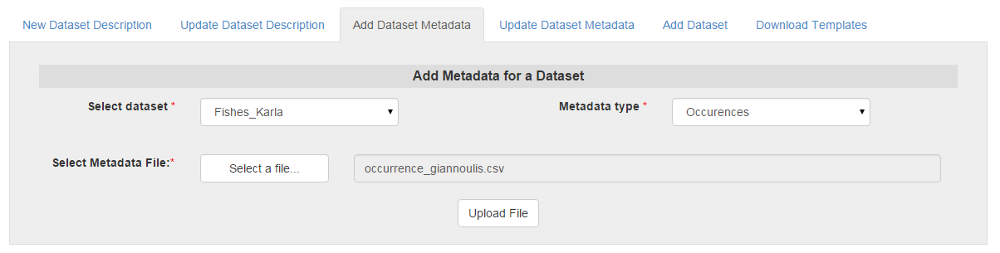 New Dataset Description Update Dataset Description Add Dataset Metadata Update Dataset Metadata Add Dataset Download Templates
Add Metadata for a Dataset
Select dataset * Fishes_Karla Metadata type * Occurences
Select Metadata File:* Select a file... occurrence_giannoulis.csv
Upload File